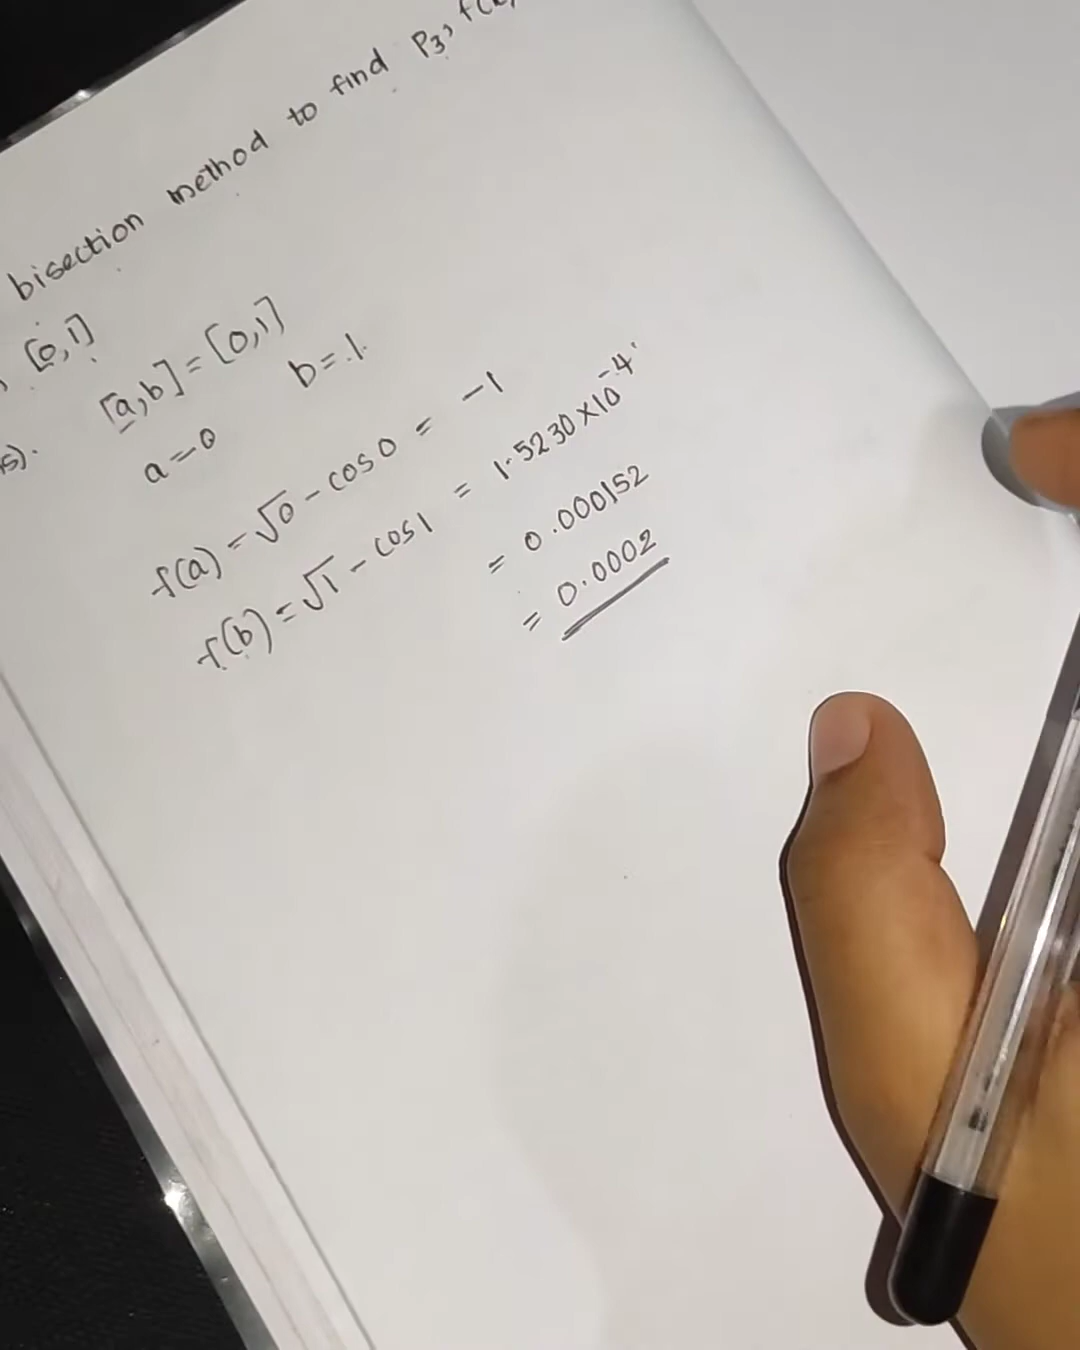 bisection method to find P3, f(
[0,1]
s). [a,b] = [0,1]
a = 0 b = 1.
f(a) = √0 - cos 0 = -1
f(b) = √1 - cos 1 = 1.5230 × 10^-4
= 0.000152
= 0.0002